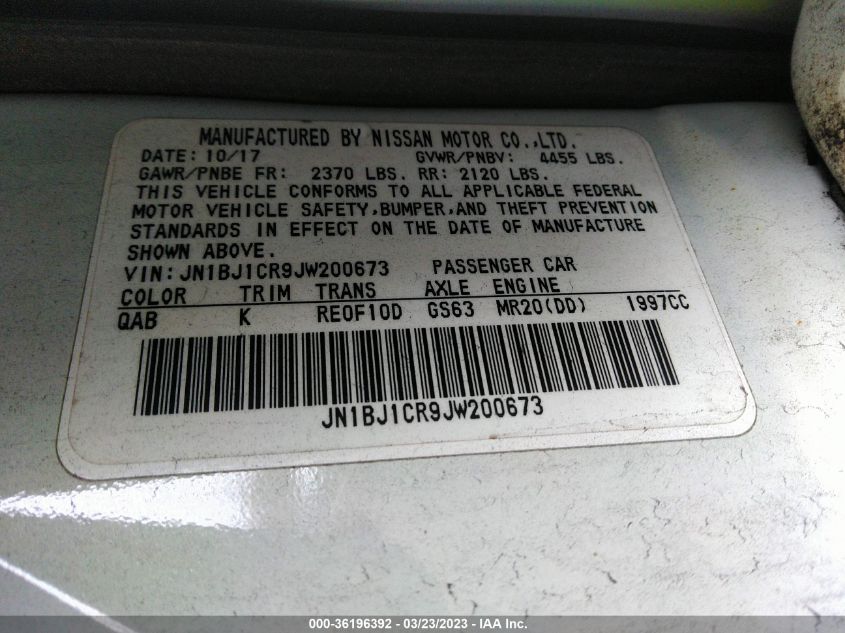 MANUFACTURED BY NISSAN MOTOR CO.,LTD.
DATE: 10/17 GVWR/PNBV: 4455 LBS.
GAWR/PNBE FR: 2370 LBS. RR: 2120 LBS.
THIS VEHICLE CONFORMS TO ALL APPLICABLE FEDERAL
MOTOR VEHICLE SAFETY,BUMPER,AND THEFT PREVENTION
STANDARDS IN EFFECT ON THE DATE OF MANUFACTURE
SHOWN ABOVE.
VIN:JN1BJ1CR9JW200673 PASSENGER CAR
COLOR TRIM TRANS AXLE ENGINE
QAB K RE0F10D GS63 MR20(DD) 1997CC
JN1BJ1CR9JW200673
000-36196392 - 03/23/2023 - IAA Inc.